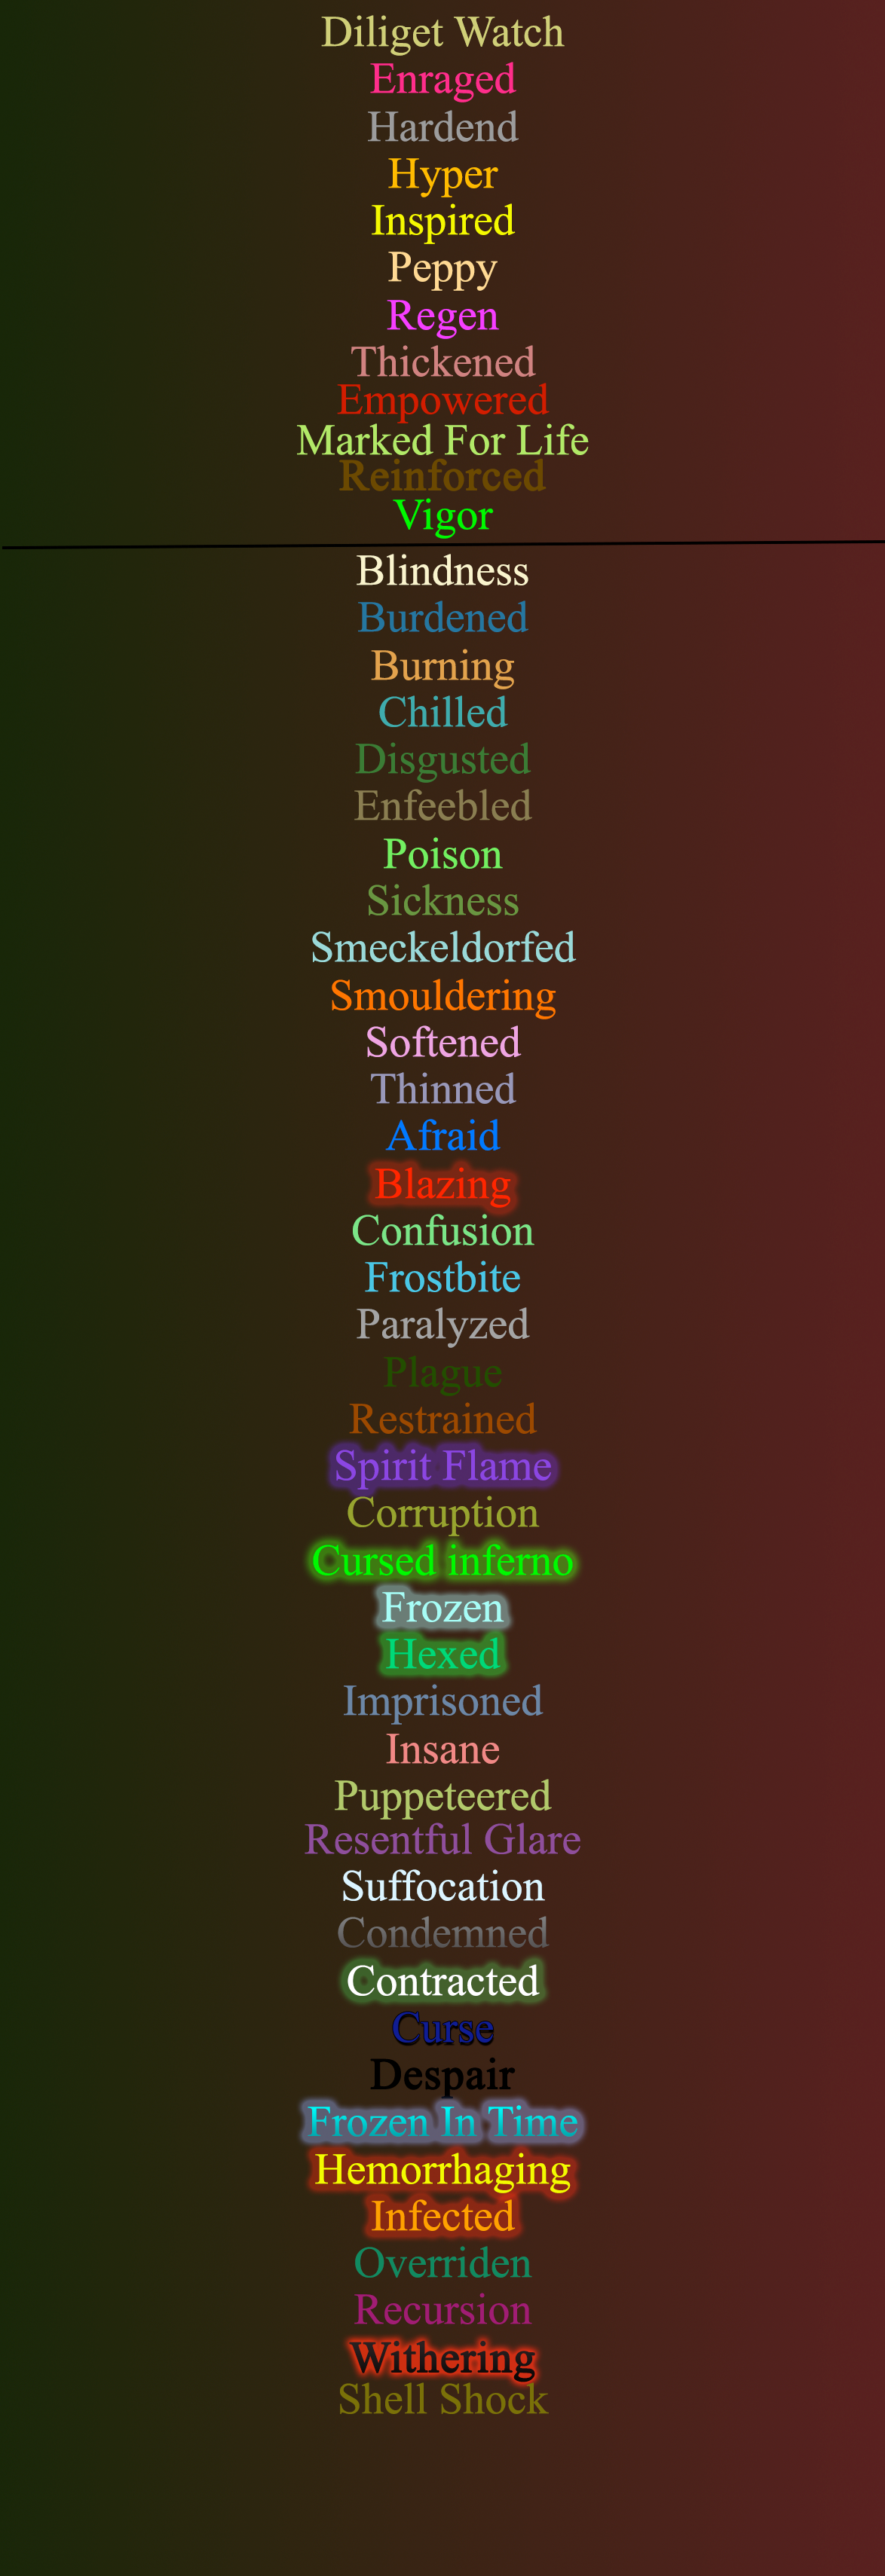 Diliget Watch
Enraged
Hardend
Hyper
Inspired
Peppy
Regen
Thickened
Empowered
Marked For Life
Reinforced
Vigor
Blindness
Burdened
Burning
Chilled
Disgusted
Enfeebled
Poison
Sickness
Smeckeldorfed
Smouldering
Softened
Thinned
Afraid
Blazing
Confusion
Frostbite
Paralyzed
Plague
Restrained
Spirit Flame
Corruption
Cursed inferno
Frozen
Hexed
Imprisoned
Insane
Puppeteered
Resentful Glare
Suffocation
Condemned
Contracted
Curse
Despair
Frozen In Time
Hemorrhaging
Infected
Overriden
Recursion
Withering
Shell Shock